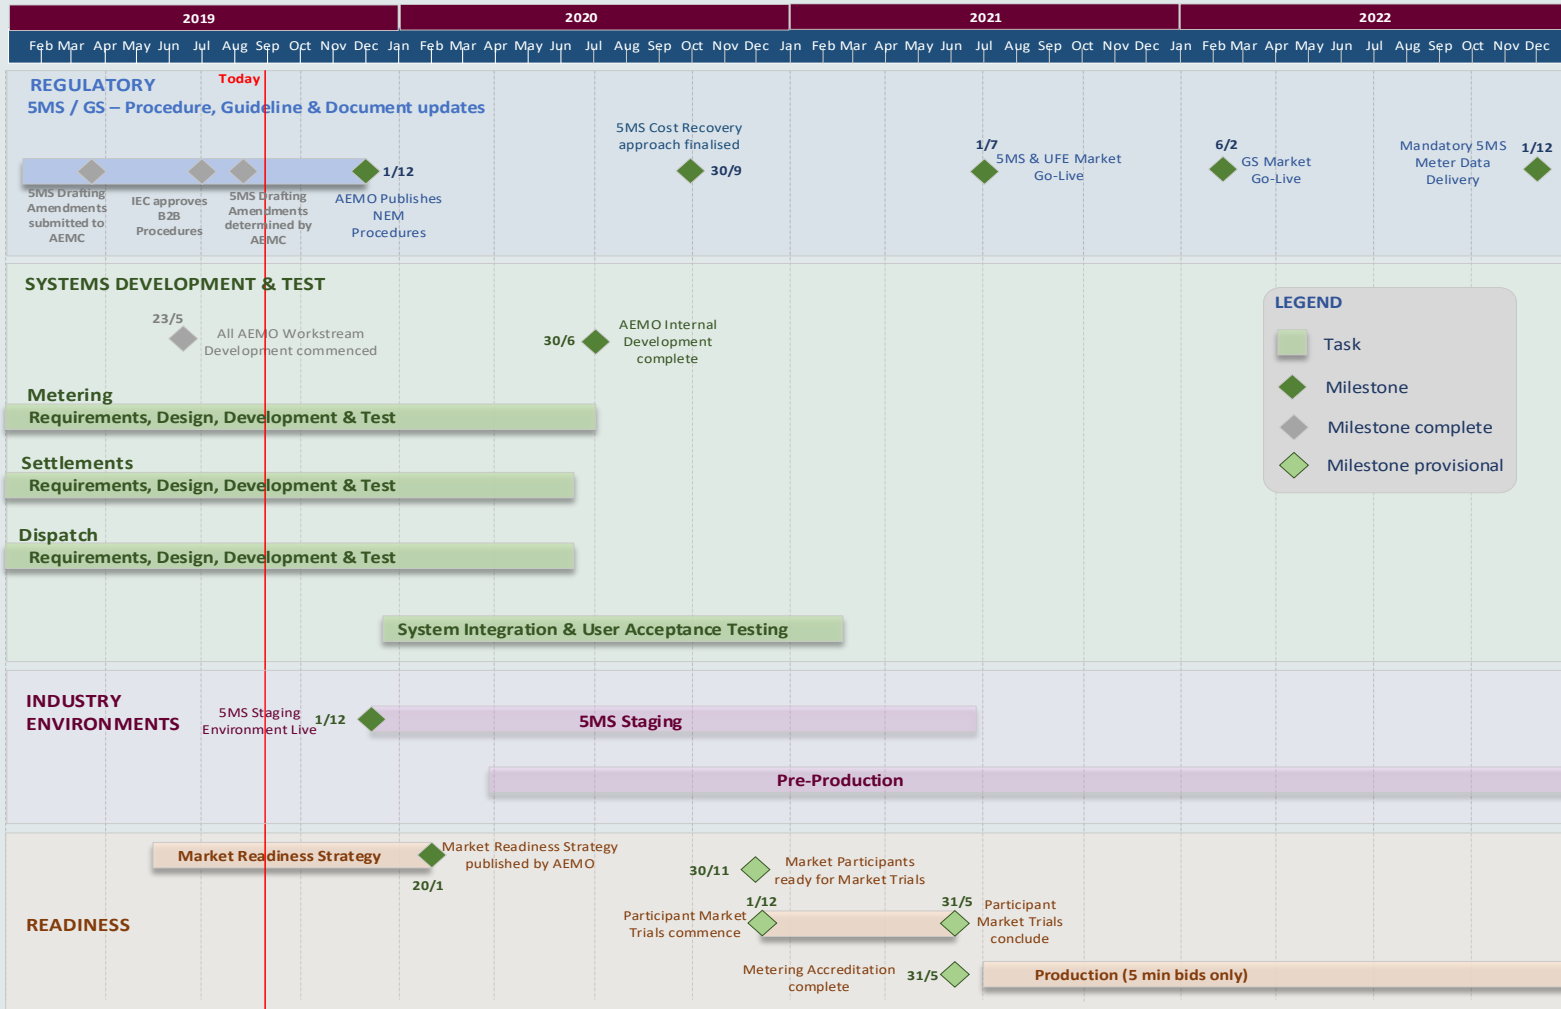 2019 2020 2021 2022
Feb Mar Apr May Jun Jul Aug Sep Oct Nov Dec Jan Feb Mar Apr May Jun Jul Aug Sep Oct Nov Dec Jan Feb Mar Apr May Jun Jul Aug Sep Oct Nov Dec Jan Feb Mar Apr May Jun Jul Aug Sep Oct Nov Dec
Today
REGULATORY
5MS / GS – Procedure, Guideline & Document updates
5MS Drafting
Amendments
submitted to
AEMC
IEC approves
B2B
Procedures
5MS Drafting
Amendments
determined by
AEMC
1/12
AEMO Publishes
NEM
Procedures
5MS Cost Recovery
approach finalised
30/9
1/7
5MS & UFE Market
Go-Live
6/2
GS Market
Go-Live
Mandatory 5MS
Meter Data
Delivery
1/12
SYSTEMS DEVELOPMENT & TEST
23/5
All AEMO Workstream
Development commenced
30/6
AEMO Internal
Development
complete
LEGEND
Task
Milestone
Milestone complete
Milestone provisional
Metering
Requirements, Design, Development & Test
Settlements
Requirements, Design, Development & Test
Dispatch
Requirements, Design, Development & Test
System Integration & User Acceptance Testing
INDUSTRY
ENVIRONMENTS
5MS Staging
Environment Live
1/12
5MS Staging
Pre-Production
READINESS
Market Readiness Strategy
Market Readiness Strategy
published by AEMO
20/1
30/11
Market Participants
ready for Market Trials
Participant Market
Trials commence
1/12
31/5
Participant
Market Trials
conclude
Metering Accreditation
complete
31/5
Production (5 min bids only)